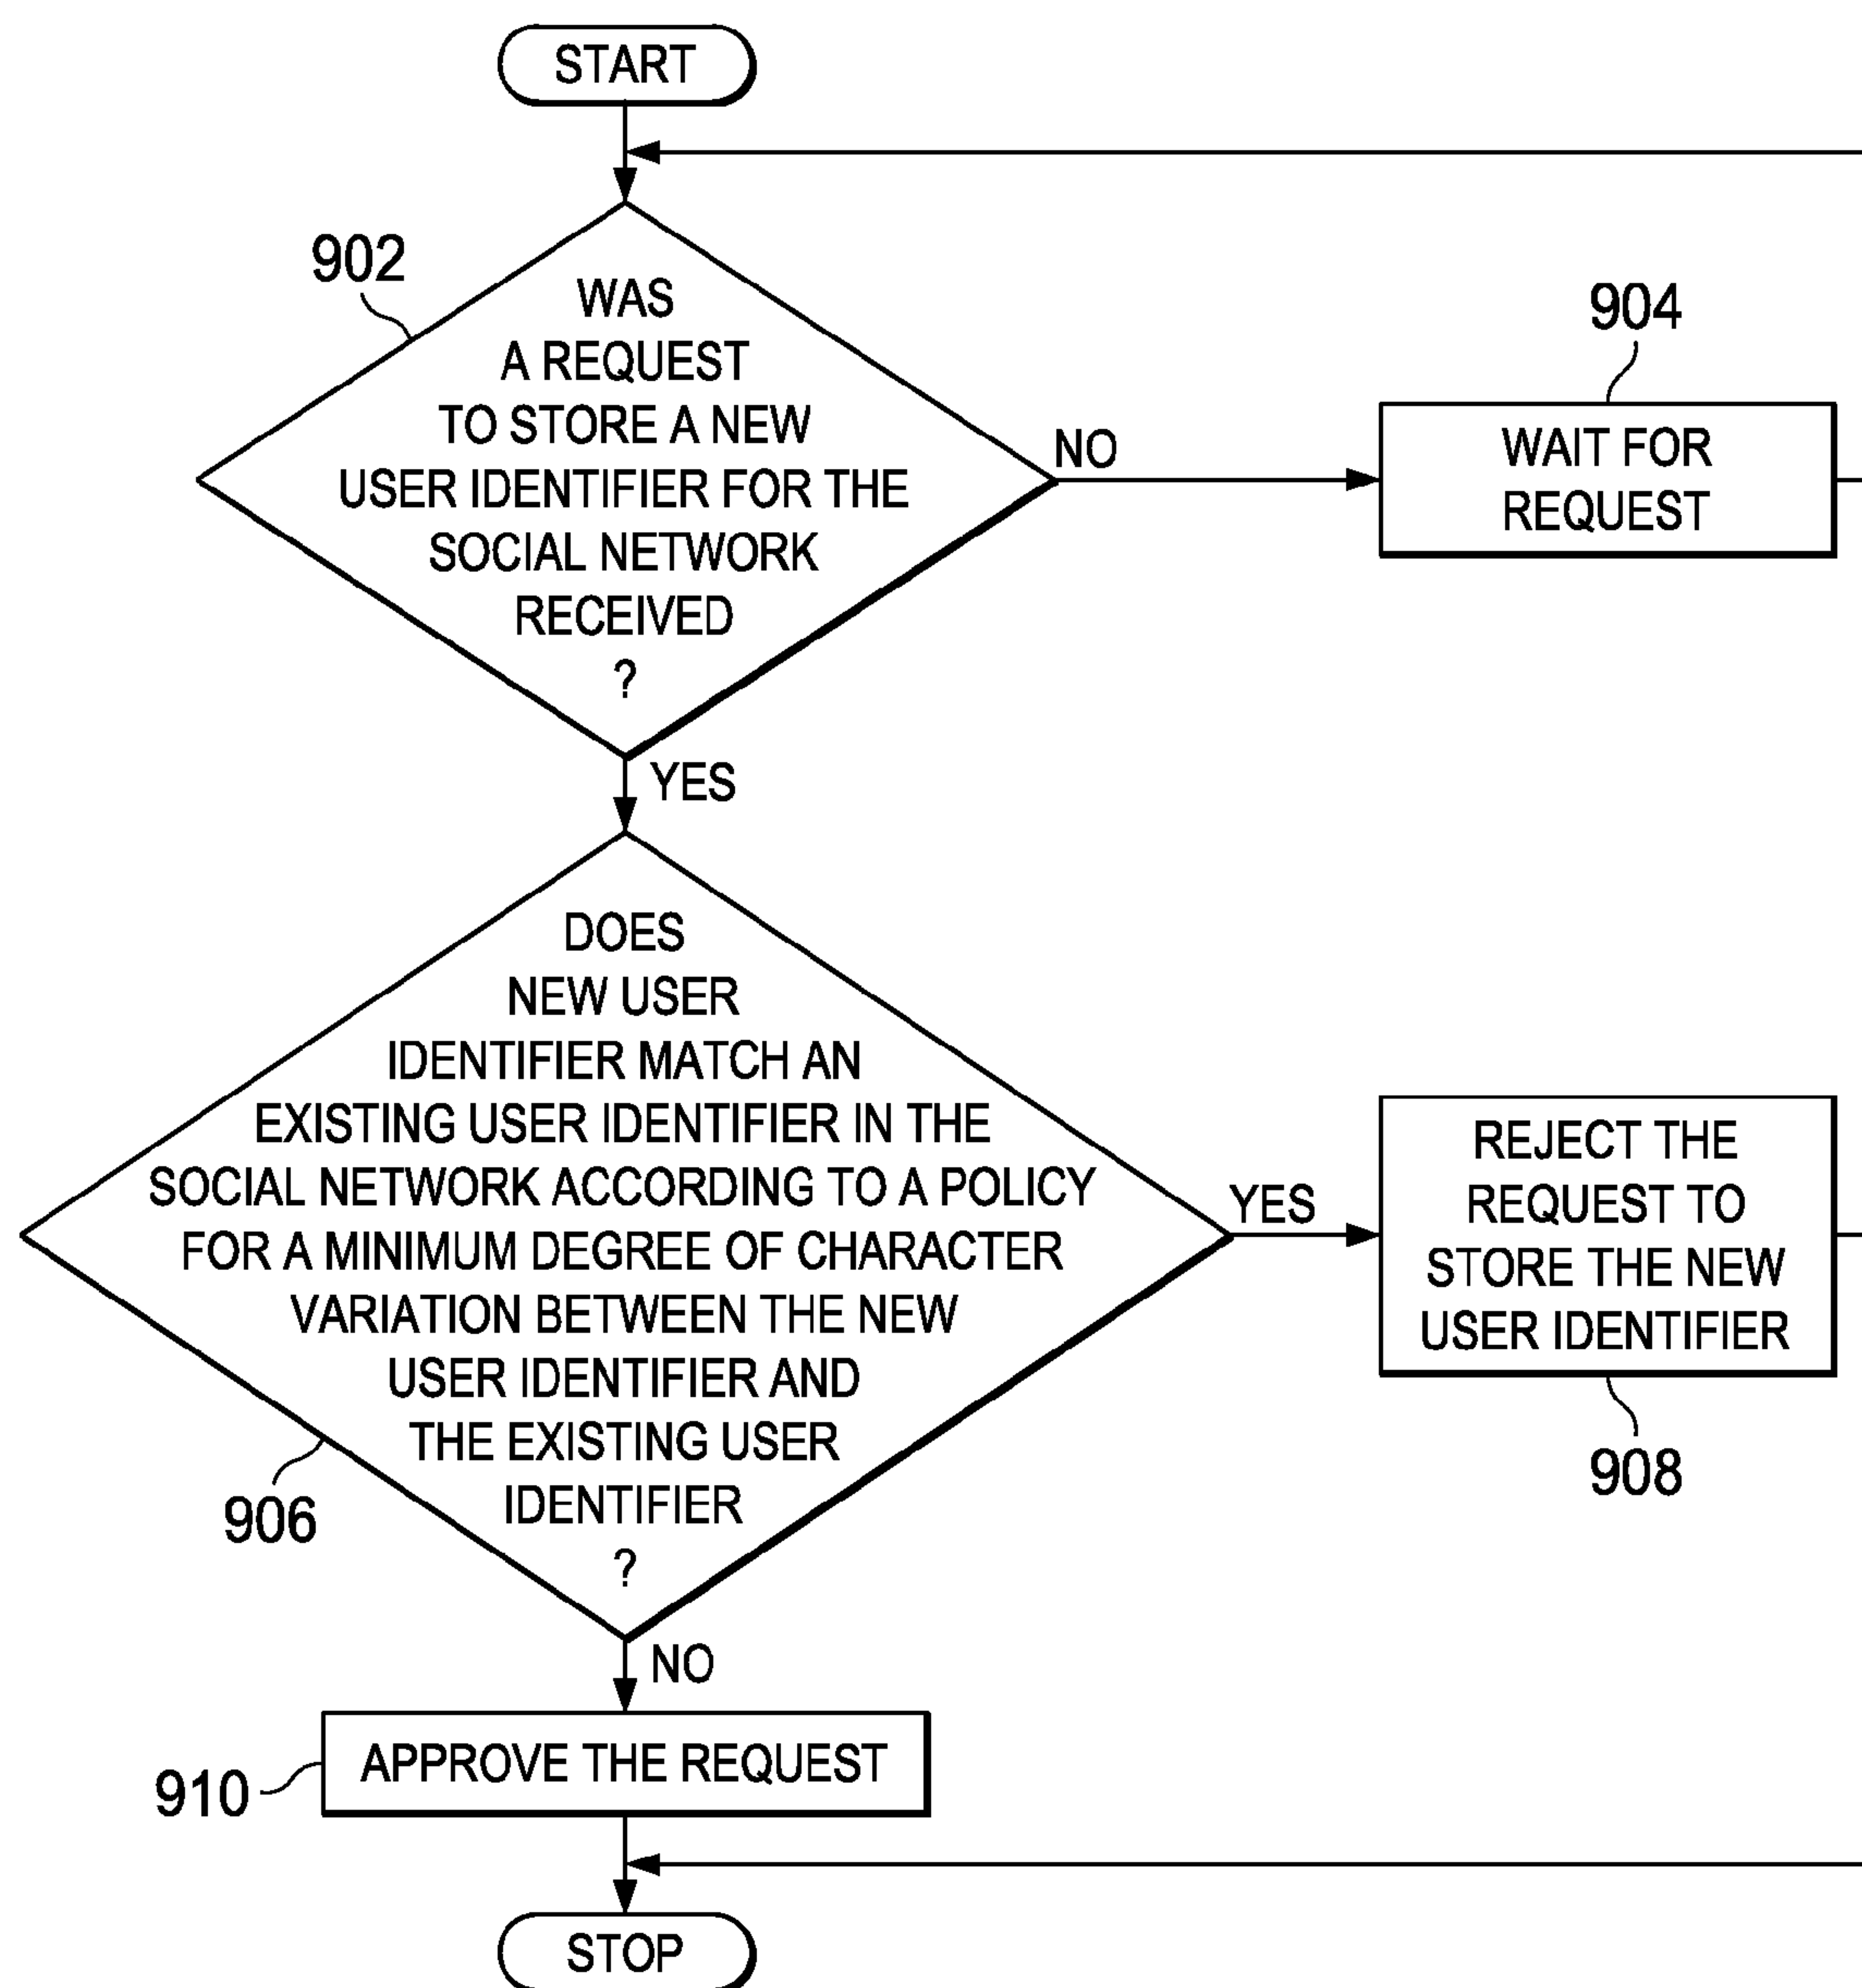 START
902
WAS
A REQUEST
TO STORE A NEW
USER IDENTIFIER FOR THE
SOCIAL NETWORK
RECEIVED
?
NO
904
WAIT FOR
REQUEST
YES
DOES
NEW USER
IDENTIFIER MATCH AN
EXISTING USER IDENTIFIER IN THE
SOCIAL NETWORK ACCORDING TO A POLICY
FOR A MINIMUM DEGREE OF CHARACTER
VARIATION BETWEEN THE NEW
USER IDENTIFIER AND
THE EXISTING USER
IDENTIFIER
?
906
YES
REJECT THE
REQUEST TO
STORE THE NEW
USER IDENTIFIER
908
NO
APPROVE THE REQUEST
910
STOP